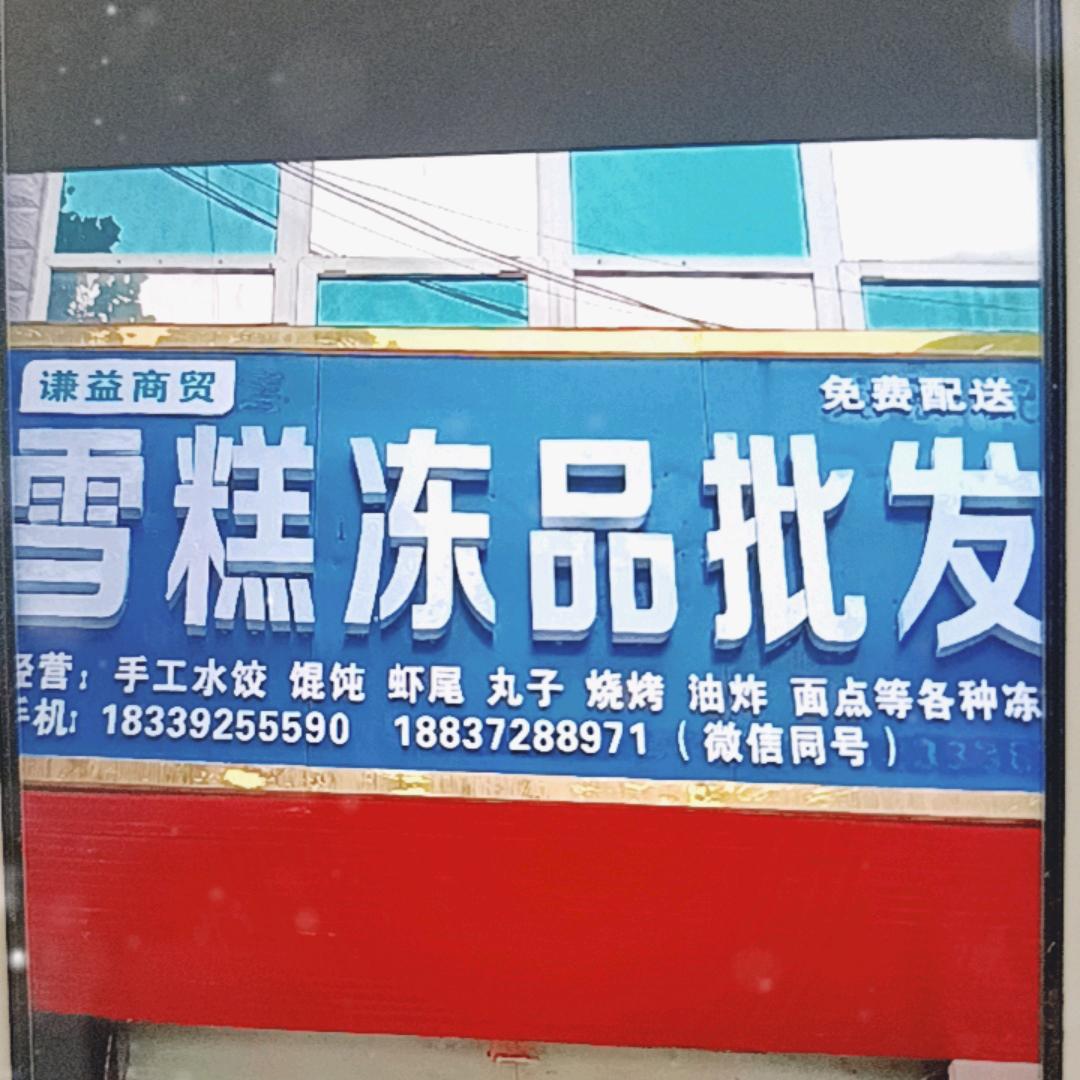 谦益商贸
免费配送
雪糕冻品批发
经营：手工水饺 馄饨 虾尾 丸子 烧烤 油炸 面点等各种冻
手机：18339255590 18837288971（微信同号）